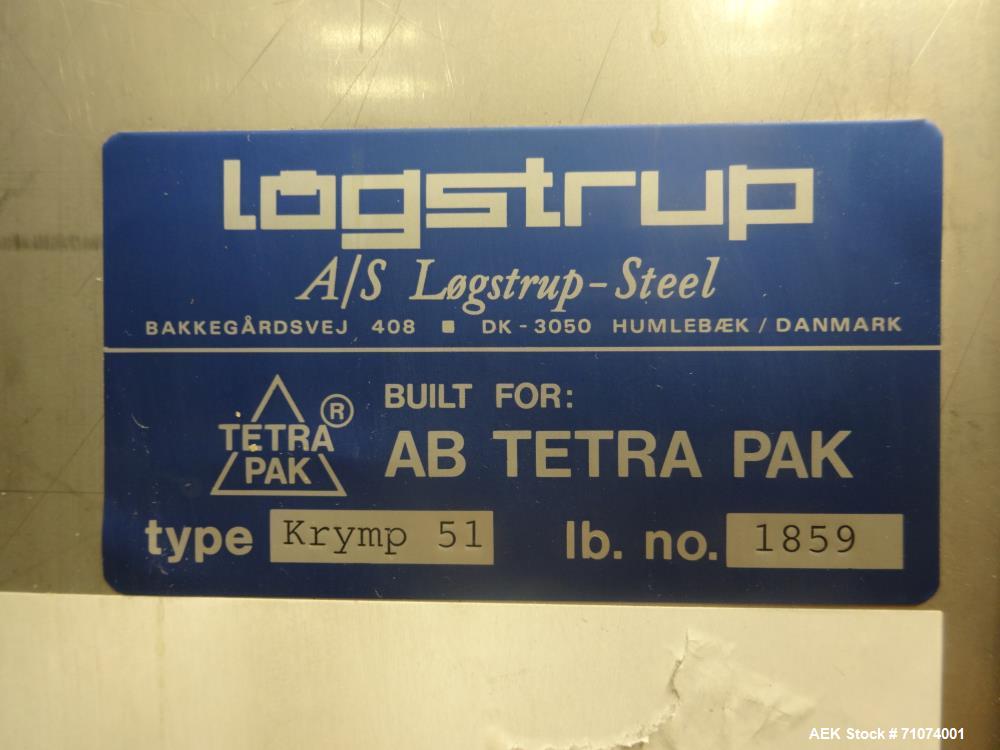 løgstrup
A/S Løgstrup-Steel
BAKKEGÅRDSVEJ 408 ■ DK-3050 HUMLEBÆK / DANMARK
TETRA PAK ®
BUILT FOR:
AB TETRA PAK
type Krymp 51 lb. no. 1859
AEK Stock # 71074001